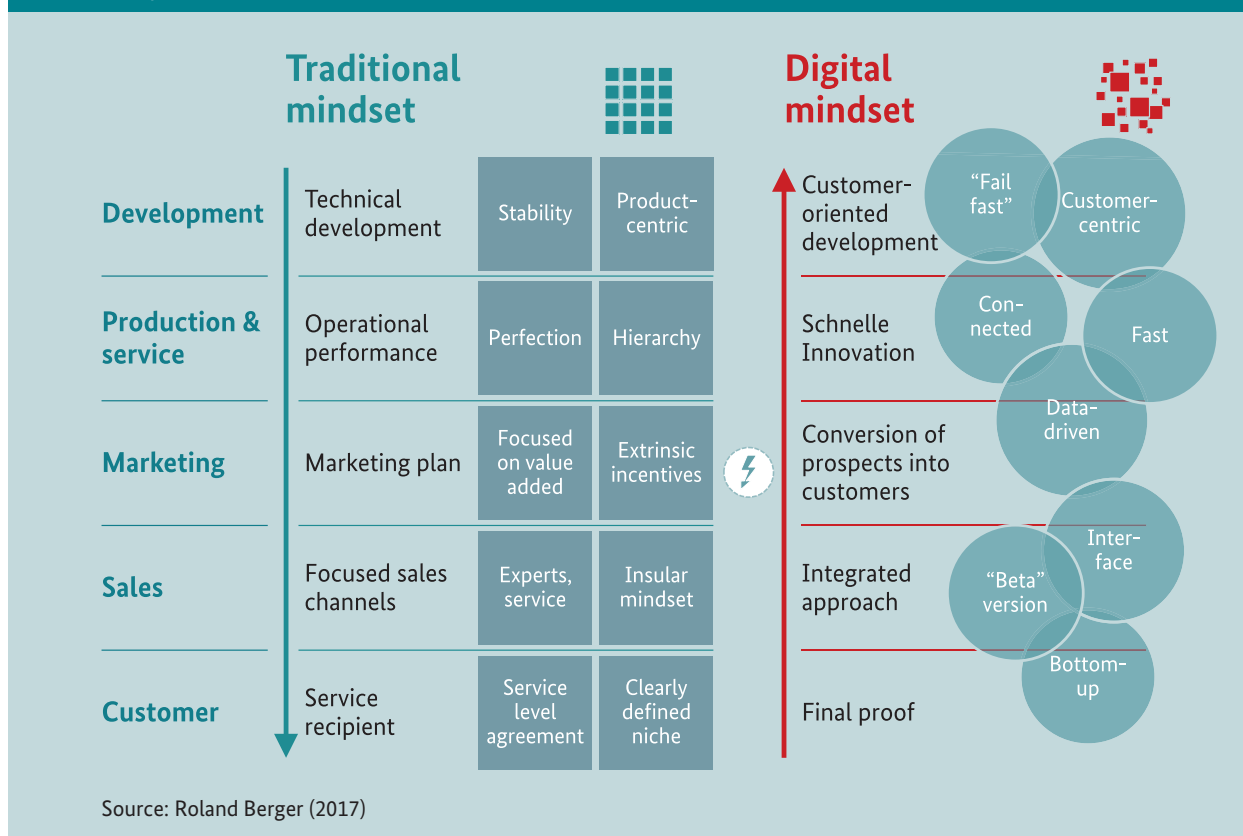 Traditional
mindset
Digital
mindset
Development
Technical
development
Stability
Product-
centric
Customer-
oriented
development
“Fail
fast”
Customer-
centric
Production &
service
Operational
performance
Perfection
Hierarchy
Schnelle
Innovation
Con-
nected
Fast
Marketing
Marketing plan
Focused
on value
added
Extrinsic
incentives
Conversion of
prospects into
customers
Data-
driven
Sales
Focused sales
channels
Experts,
service
Insular
mindset
Integrated
approach
Inter-
face
“Beta”
version
Customer
Service
recipient
Service
level
agreement
Clearly
defined
niche
Final proof
Bottom-
up
Source: Roland Berger (2017)